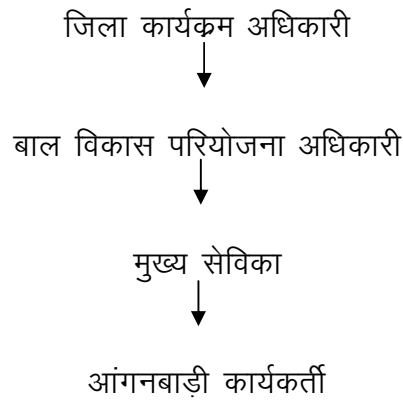 जिला कार्यक्रम अधिकारी
बाल विकास परियोजना अधिकारी
मुख्य सेविका
आंगनबाड़ी कार्यकर्ती